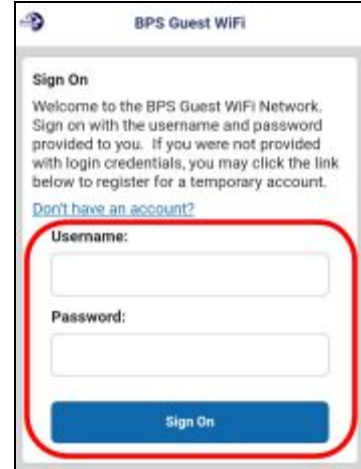 BPS Guest WiFi
Sign On
Welcome to the BPS Guest WiFi Network.
Sign on with the username and password
provided to you. If you were not provided
with login credentials, you may click the link
below to register for a temporary account.
Don't have an account?
Username:
Password:
Sign On